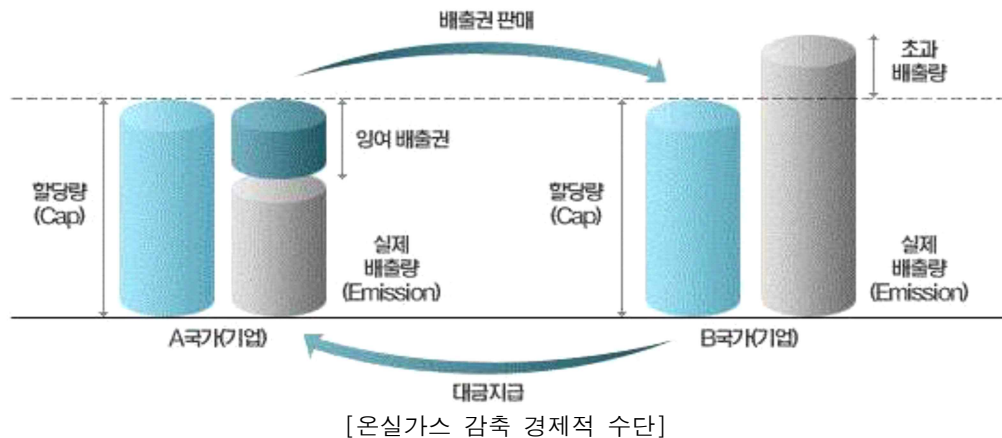 배출권 판매
초과
배출량
잉여 배출권
할당량
(Cap)
실제
배출량
(Emission)
할당량
(Cap)
실제
배출량
(Emission)
A국가(기업)
B국가(기업)
대금지급
[온실가스 감축 경제적 수단]